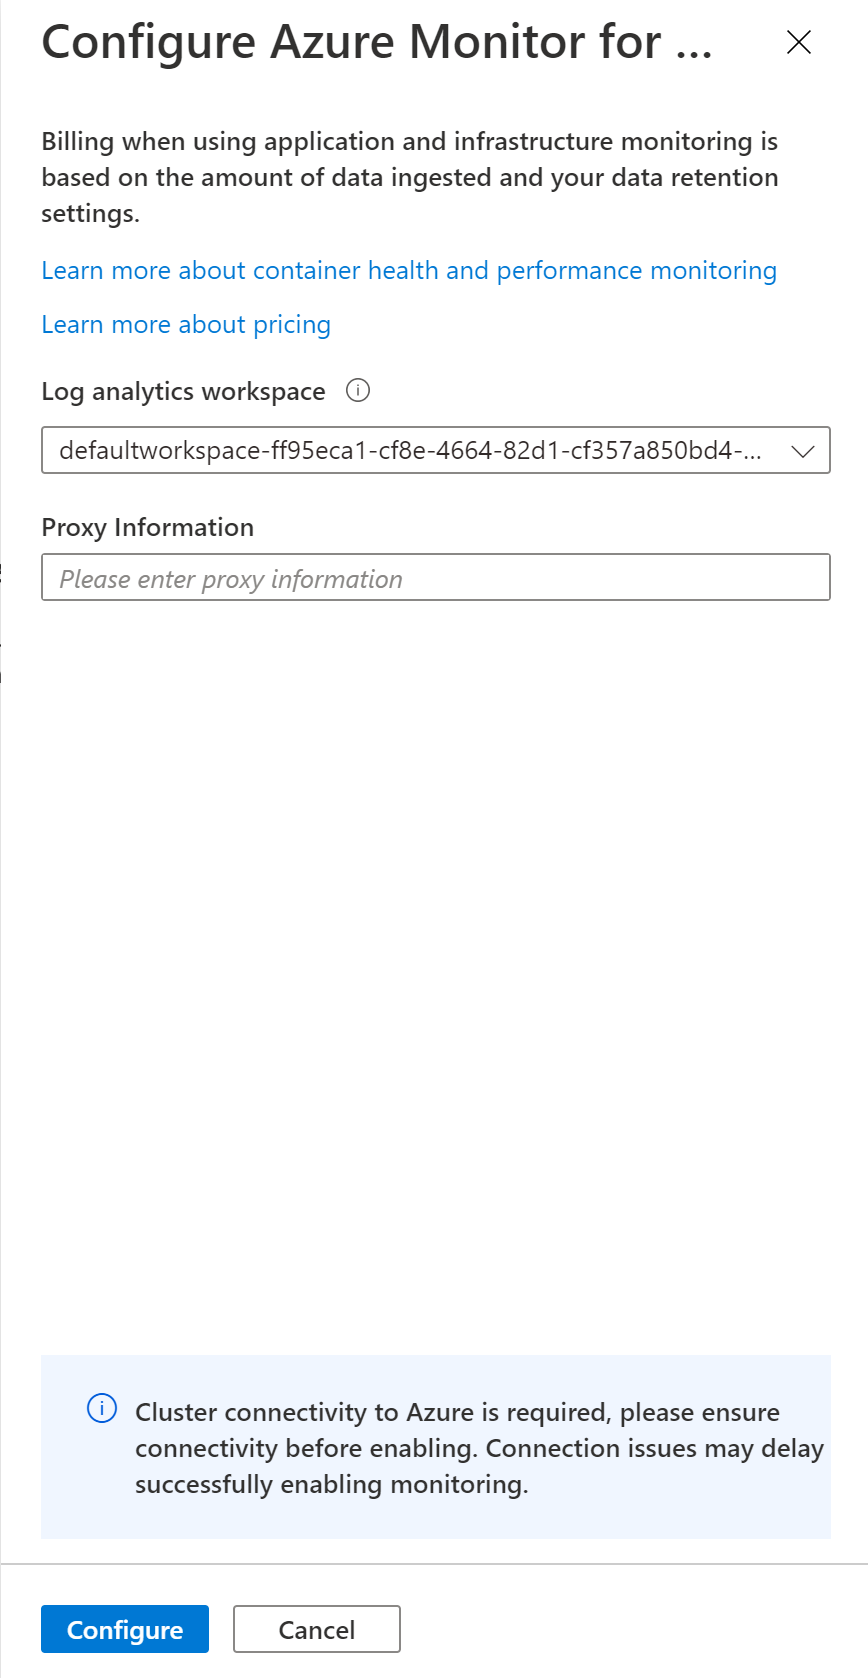 Configure Azure Monitor for ...
Billing when using application and infrastructure monitoring is
based on the amount of data ingested and your data retention
settings.
Learn more about container health and performance monitoring
Learn more about pricing
Log analytics workspace
defaultworkspace-ff95eca1-cf8e-4664-82d1-cf357a850bd4-...
Proxy Information
Please enter proxy information
Cluster connectivity to Azure is required, please ensure
connectivity before enabling. Connection issues may delay
successfully enabling monitoring.
Configure
Cancel